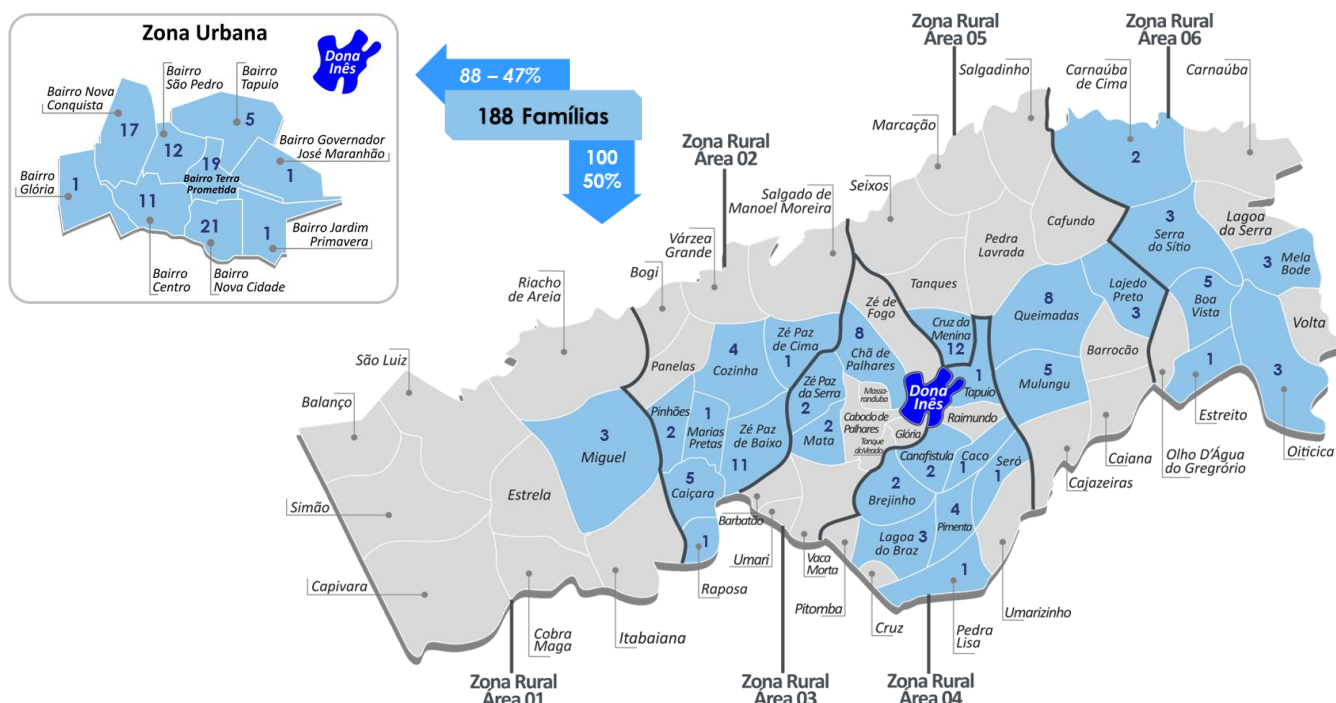 Zona Urbana
Dona
Inês
Bairro
São Pedro
Bairro
Tapuio
Bairro Nova
Conquista
5
17
12
Bairro Governador
José Maranhão
19
Bairro Terra
Prometida
1
Bairro
Glória
1
11
21
1
Bairro Jardim
Primavera
Bairro
Centro
Bairro
Nova Cidade
88 – 47%
188 Famílias
100
50%
Zona Rural
Área 05
Zona Rural
Área 06
Salgadinho
Carnaúba
de Cima
Carnaúba
Marcação
2
Zona Rural
Área 02
Salgado de
Manoel Moreira
Seixos
Cafundo
3
Serra
do Sítio
Lagoa
da Serra
Várzea
Grande
Pedra
Lavrada
3
Mela
Bode
Bogi
Riacho
de Areia
Tanques
Lajedo
Preto
3
5
Boa
Vista
8
Queimadas
Zé de
Fogo
Volta
Cruz da
Menina
12
Zé Paz
de Cima
1
8
Chã de
Palhares
Barrocão
São Luiz
4
Cozinha
Panelas
1
Estreito
3
Oiticica
5
Mulungu
1
Tapuio
Zé Paz
da Serra
2
Massa-
randuba
Dona
Inês
Balanço
Pinhões
2
1
Marias
Pretas
Zé Paz
de Baixo
11
2
Mata
Caboclo de
Palhares
Glória
Raimundo
Tanque
do Veado
3
Miguel
Canafístula
2
Caco
1
Seró
1
Caiana
Olho D'Água
do Gregrório
Cajazeiras
5
Caiçara
2
Brejinho
Estrela
Simão
4
Pimenta
Barbatão
1
Raposa
Lagoa
do Braz
3
Umari
Vaca
Morta
1
Capivara
Pitomba
Umarizinho
Cruz
Pedra
Lisa
Cobra
Maga
Itabaiana
Zona Rural
Área 01
Zona Rural
Área 03
Zona Rural
Área 04